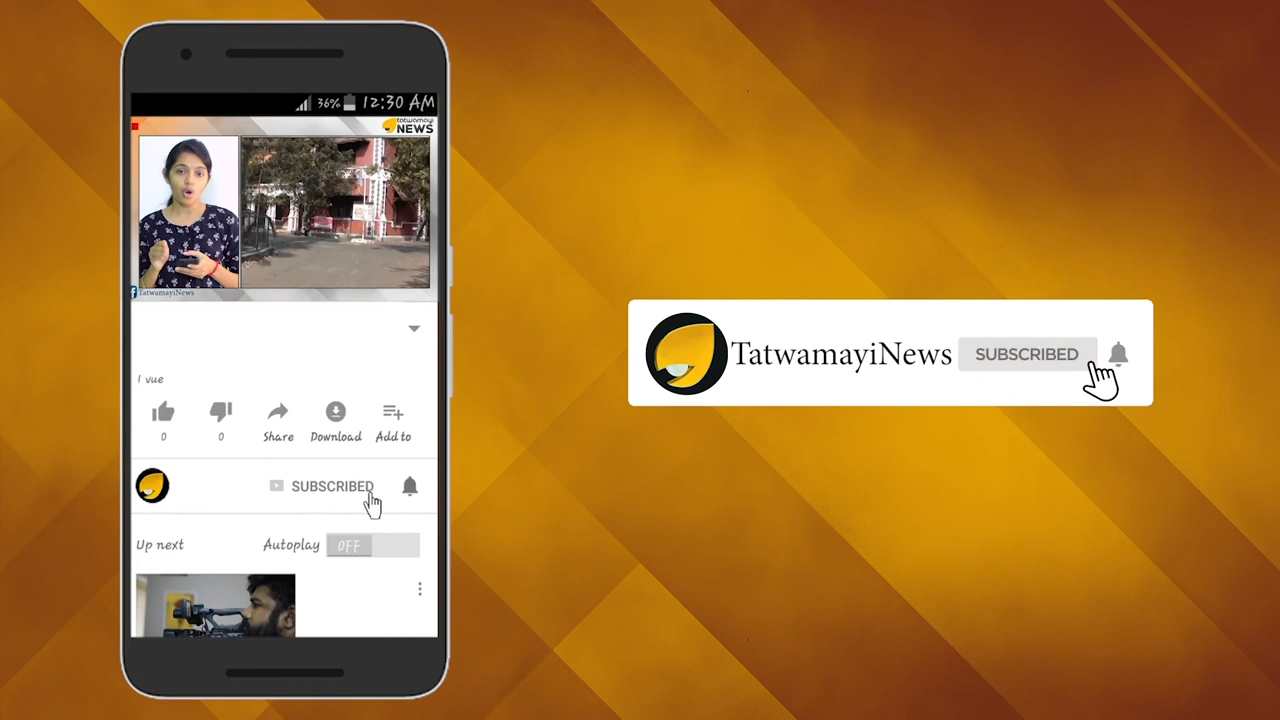 36% 12:30 AM
tatwamayi
NEWS
TatwamayiNews
1 vue
0 0 Share Download Add to
SUBSCRIBED
Up next Autoplay OFF
TatwamayiNews SUBSCRIBED